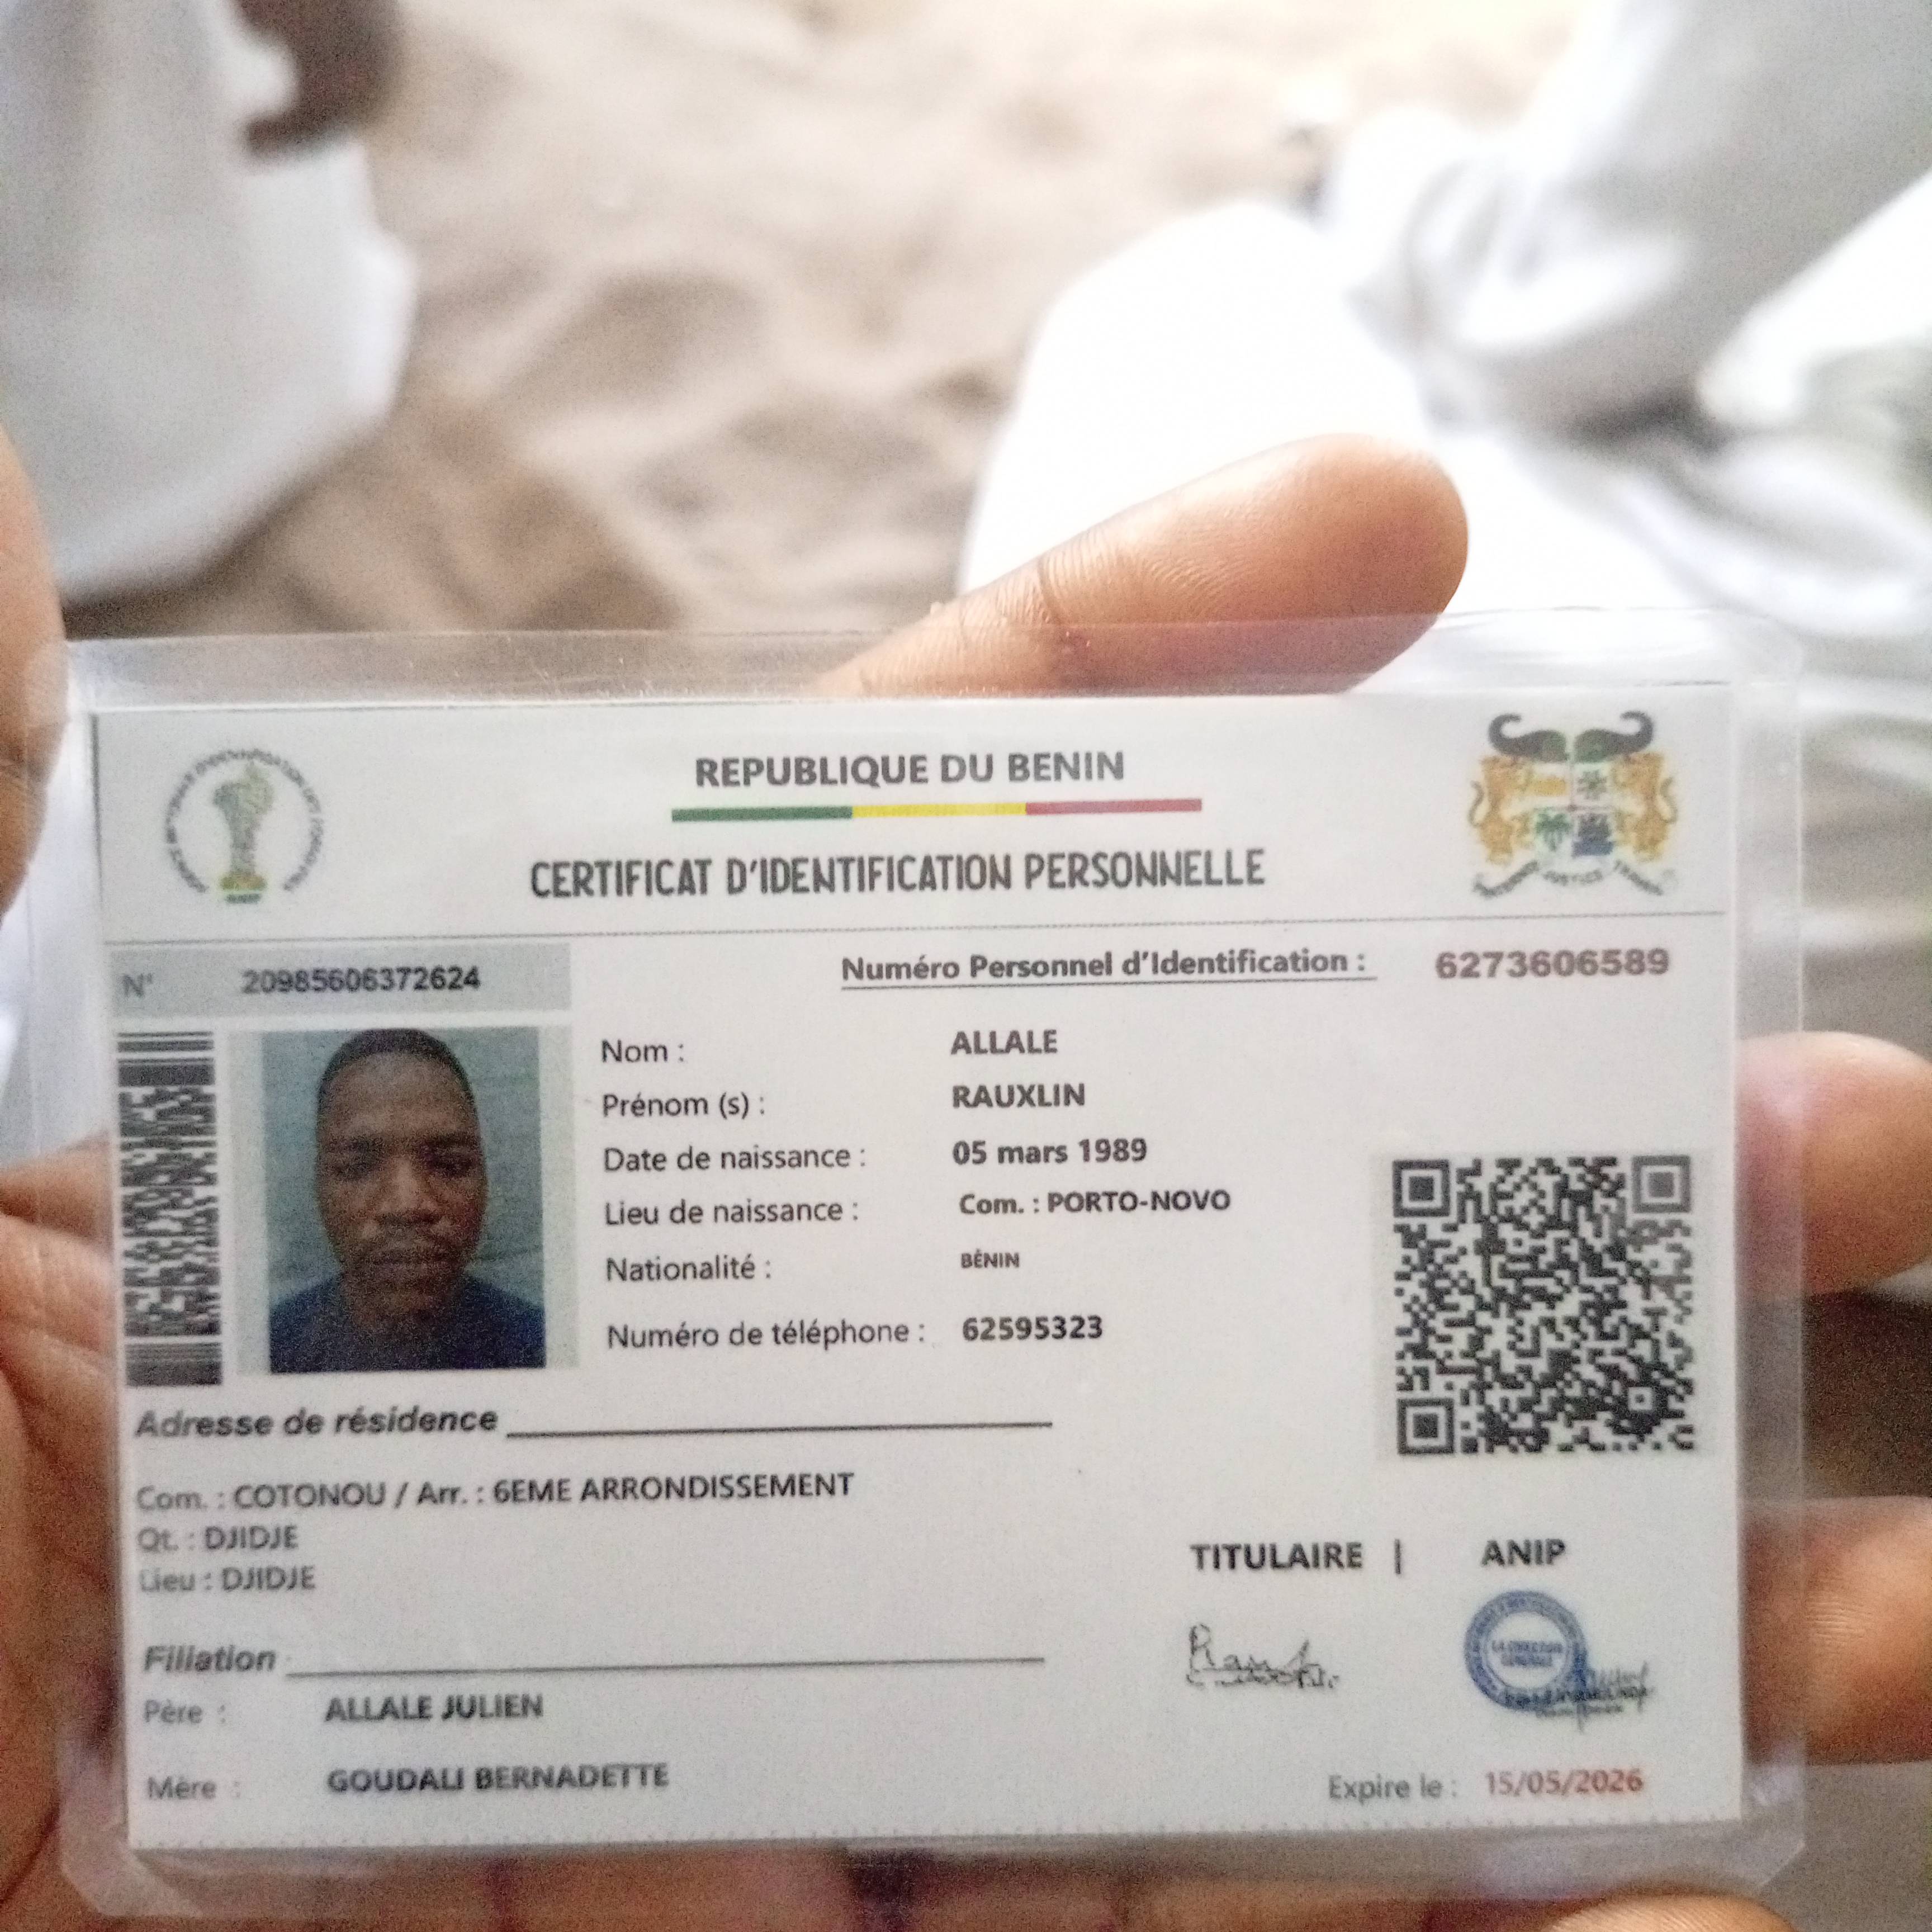 REPUBLIQUE DU BENIN
CERTIFICAT D'IDENTIFICATION PERSONNELLE
N° 20985606372624
Numéro Personnel d'Identification : 6273606589
Nom : ALLALE
Prénom (s) : RAUXLIN
Date de naissance : 05 mars 1989
Lieu de naissance : Com. : PORTO-NOVO
Nationalité : BÉNIN
Numéro de téléphone : 62595323
Adresse de résidence
Com. : COTONOU / Arr. : 6EME ARRONDISSEMENT
Qt. : DJIDJE
Lieu : DJIDJE
TITULAIRE | ANIP
Filiation
Père : ALLALE JULIEN
Mère : GOUDALI BERNADETTE
Expire le : 15/05/2026